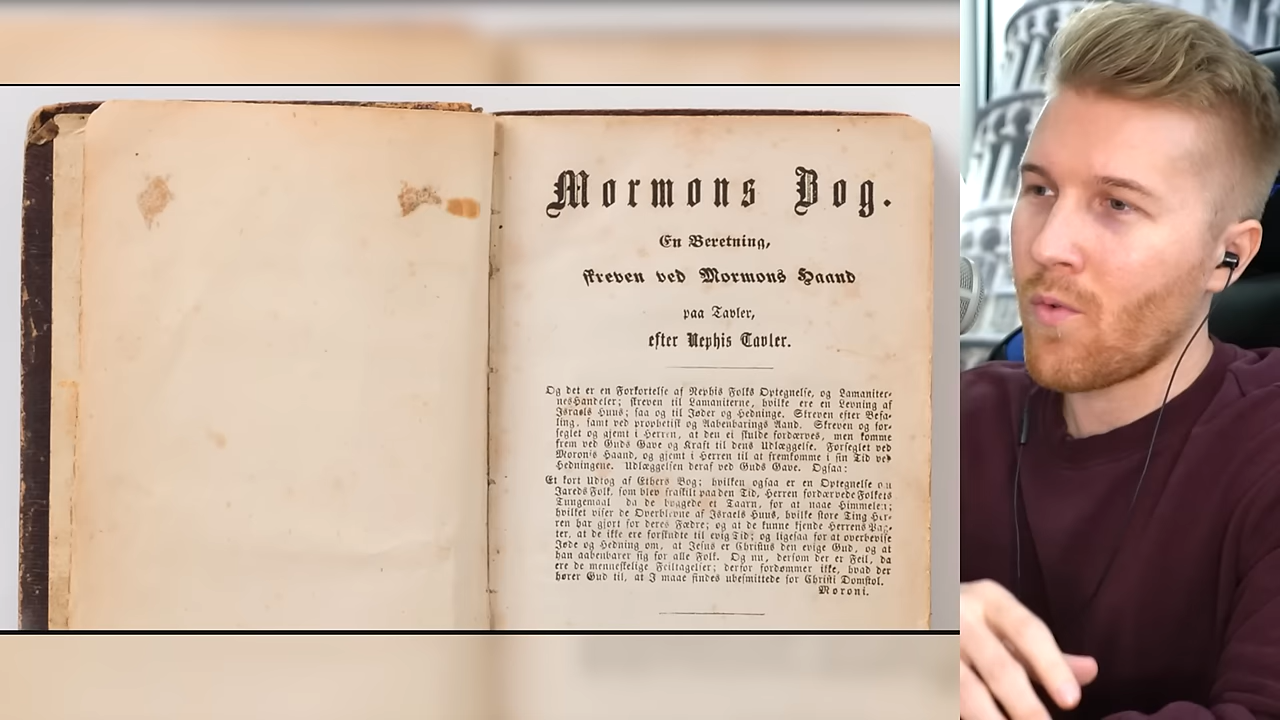 Mormons Bog.
En Beretning,
skreven ved Mormons Haand
paa Tavler,
efter Nephis Tavler.
Og det er en Forkortelse af Nephis Folks Optegnelse, og Lamaniter-
nes Handeler; skreven til Lamaniterne, hvilke ere en Levning af
Israels Huus; saa og til Jøder og Hedninge. Skreven efter Befa-
ling, samt ved prophetisk og Aabenbarings Aand. Skreven og for-
seglet og gjemt i Herren, at den ei skulde fordærves, men komme
frem ved Guds Gave og Kraft til dens Udlæggelse. Forseglet ved
Moronis Haand, og gjemt i Herren til at fremkomme i sin Tid ved
Hedningene. Udlæggelsen deraf ved Guds Gave. Ogsaa:
Et kort Udtog af Ethers Bog; hvilken ogsaa er en Optegnelse om
Jareds Folk, som blev fraskilt paa den Tid, Herren fordærvede Folkets
Tungemaal da de byggede et Taarn, for at naae Himmelen;
hvilket viser de Overblevne af Israels Huus, hvilke store Ting Her-
ren har gjort for deres Fædre; og at de kunne kjende Herrens Pag-
ter, at de ikke ere forskudte til evig Tid; og ligesaa for at overbevise
Jøde og Hedning om, at Jesus er Christus den evige Gud, og at
han aabenbarer sig for alle Folk. Og nu, dersom der er Feil, da
ere de menneskelige Feiltagelser; derfor fordømmer ikke, hvad der
hører Gud til, at I maae findes ubesmittede for Christi Domstol.
Moroni.